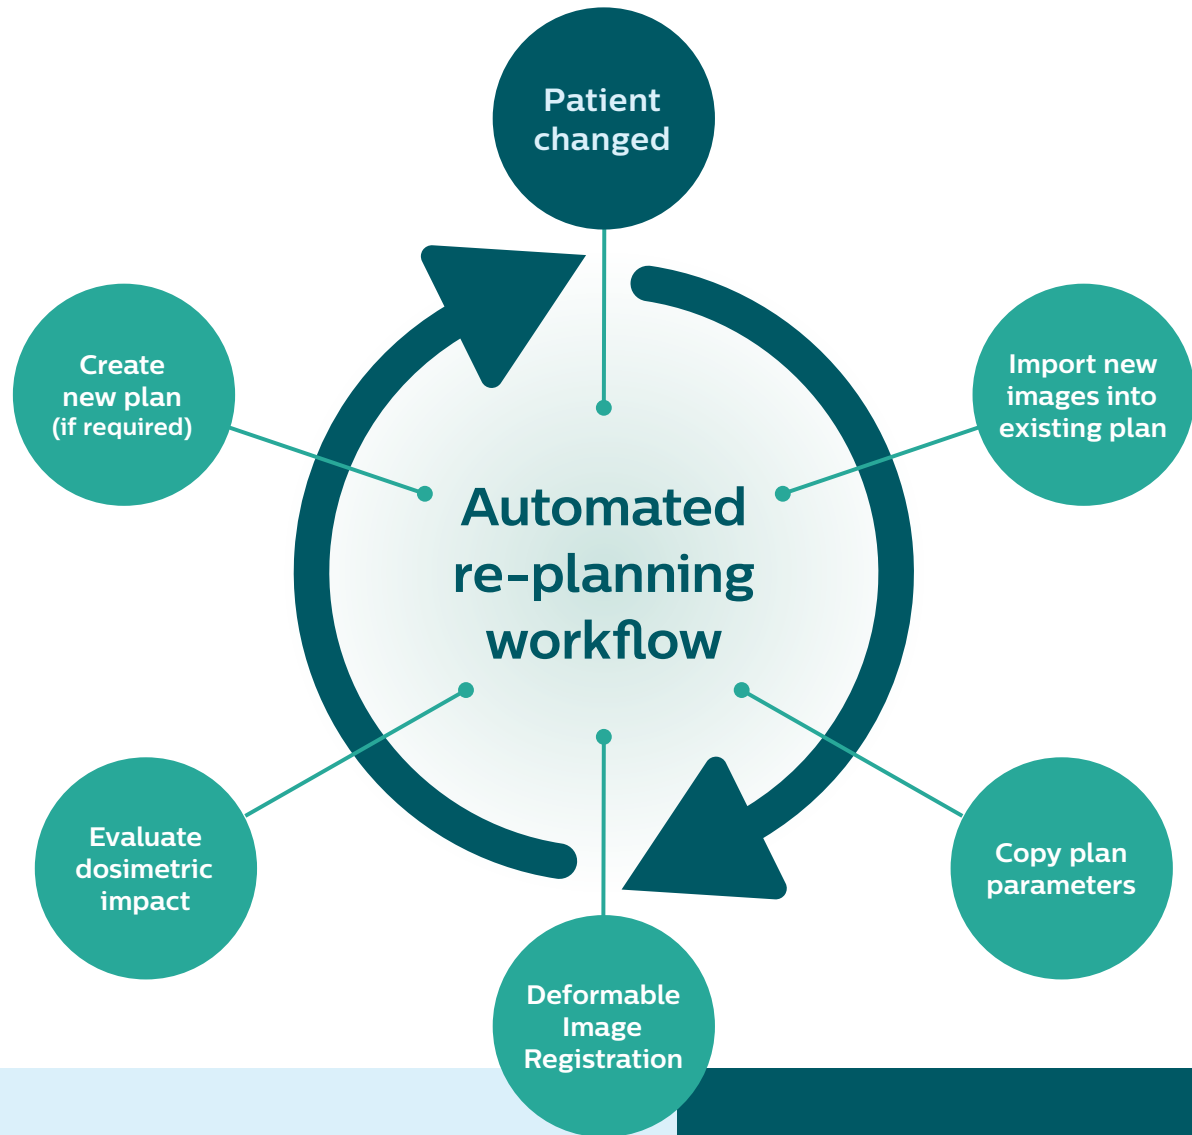 Patient
changed
Import new
images into
existing plan
Copy plan
parameters
Deformable
Image
Registration
Evaluate
dosimetric
impact
Create
new plan
(if required)
Automated
re-planning
workflow